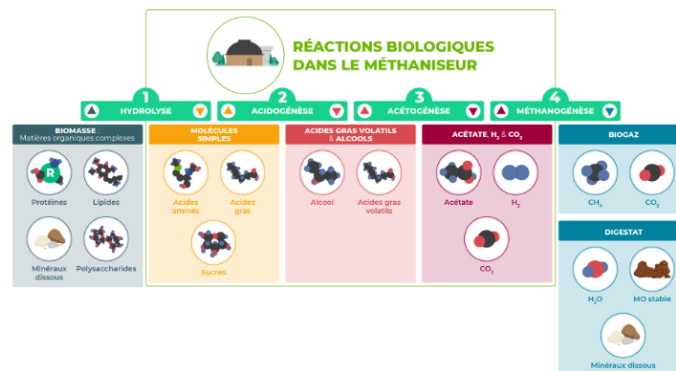 RÉACTIONS BIOLOGIQUES
DANS LE MÉTHANISEUR
1
HYDROLYSE
2
ACIDOGÉNÈSE
3
ACÉTOGÉNÈSE
4
MÉTHANOGÉNÈSE
BIOMASSE
Matières organiques complexes
R
Protéines
Lipides
Minéraux
dissous
Polysaccharides
MOLÉCULES
SIMPLES
Acides
aminés
Acides
gras
Sucres
ACIDES GRAS VOLATILS
& ALCOOLS
Alcool
Acides gras
volatils
ACÉTATE, H₂ & CO₂
Acétate
H₂
CO₂
BIOGAZ
CH₄
CO₂
DIGESTAT
H₂O
MO stable
Minéraux dissous